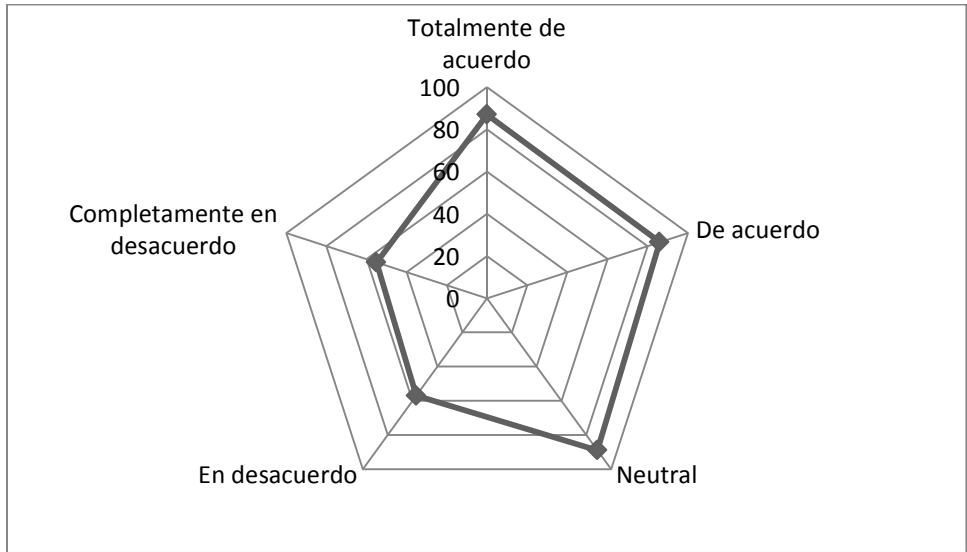 Totalmente de
acuerdo
100
80
60
40
20
0
De acuerdo
Neutral
En desacuerdo
Completamente en
desacuerdo